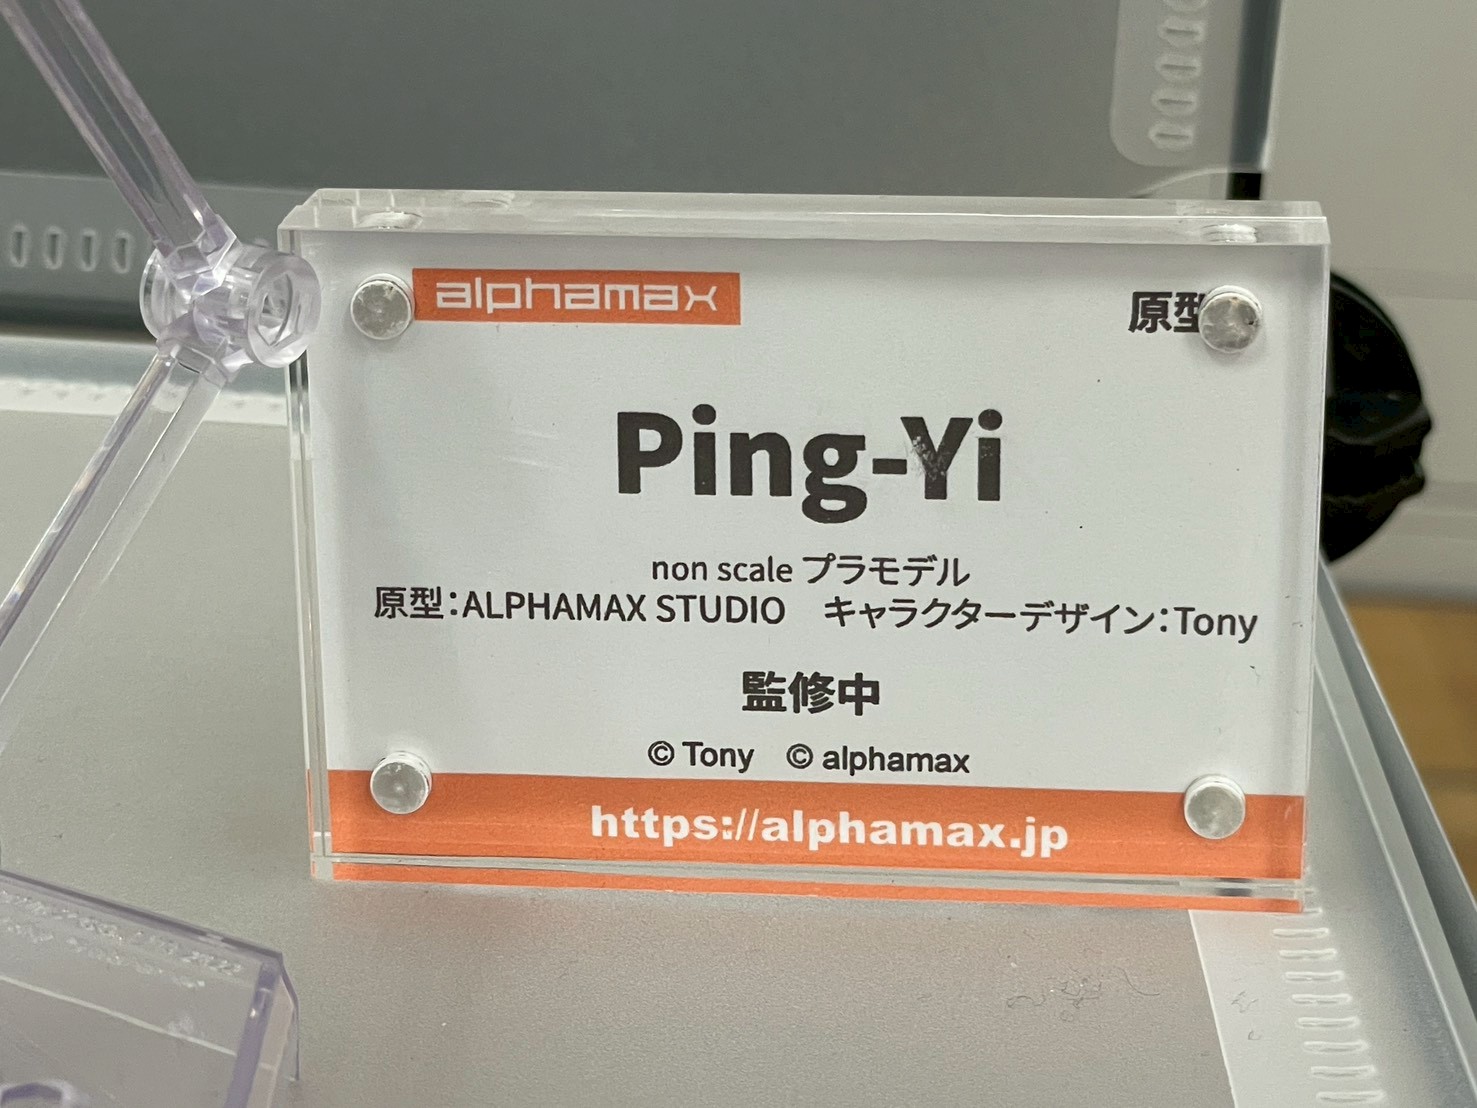 alphamax
原型
Ping-Yi
non scale プラモデル
原型：ALPHAMAX STUDIO　キャラクターデザイン：Tony
監修中
© Tony　© alphamax
https://alphamax.jp